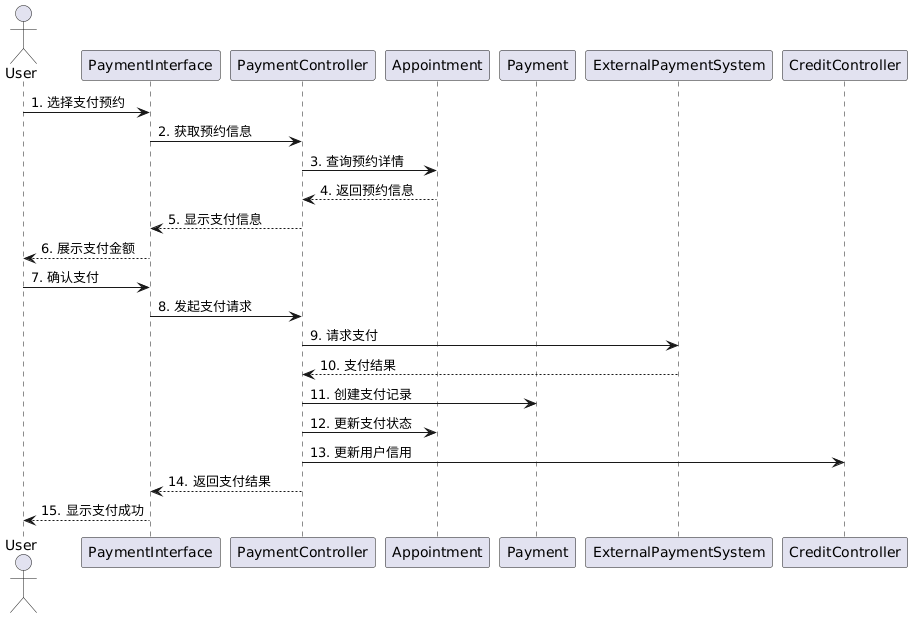 User
PaymentInterface
PaymentController
Appointment
Payment
ExternalPaymentSystem
CreditController
1. 选择支付预约
2. 获取预约信息
3. 查询预约详情
4. 返回预约信息
5. 显示支付信息
6. 展示支付金额
7. 确认支付
8. 发起支付请求
9. 请求支付
10. 支付结果
11. 创建支付记录
12. 更新支付状态
13. 更新用户信用
14. 返回支付结果
15. 显示支付成功
User
PaymentInterface
PaymentController
Appointment
Payment
ExternalPaymentSystem
CreditController